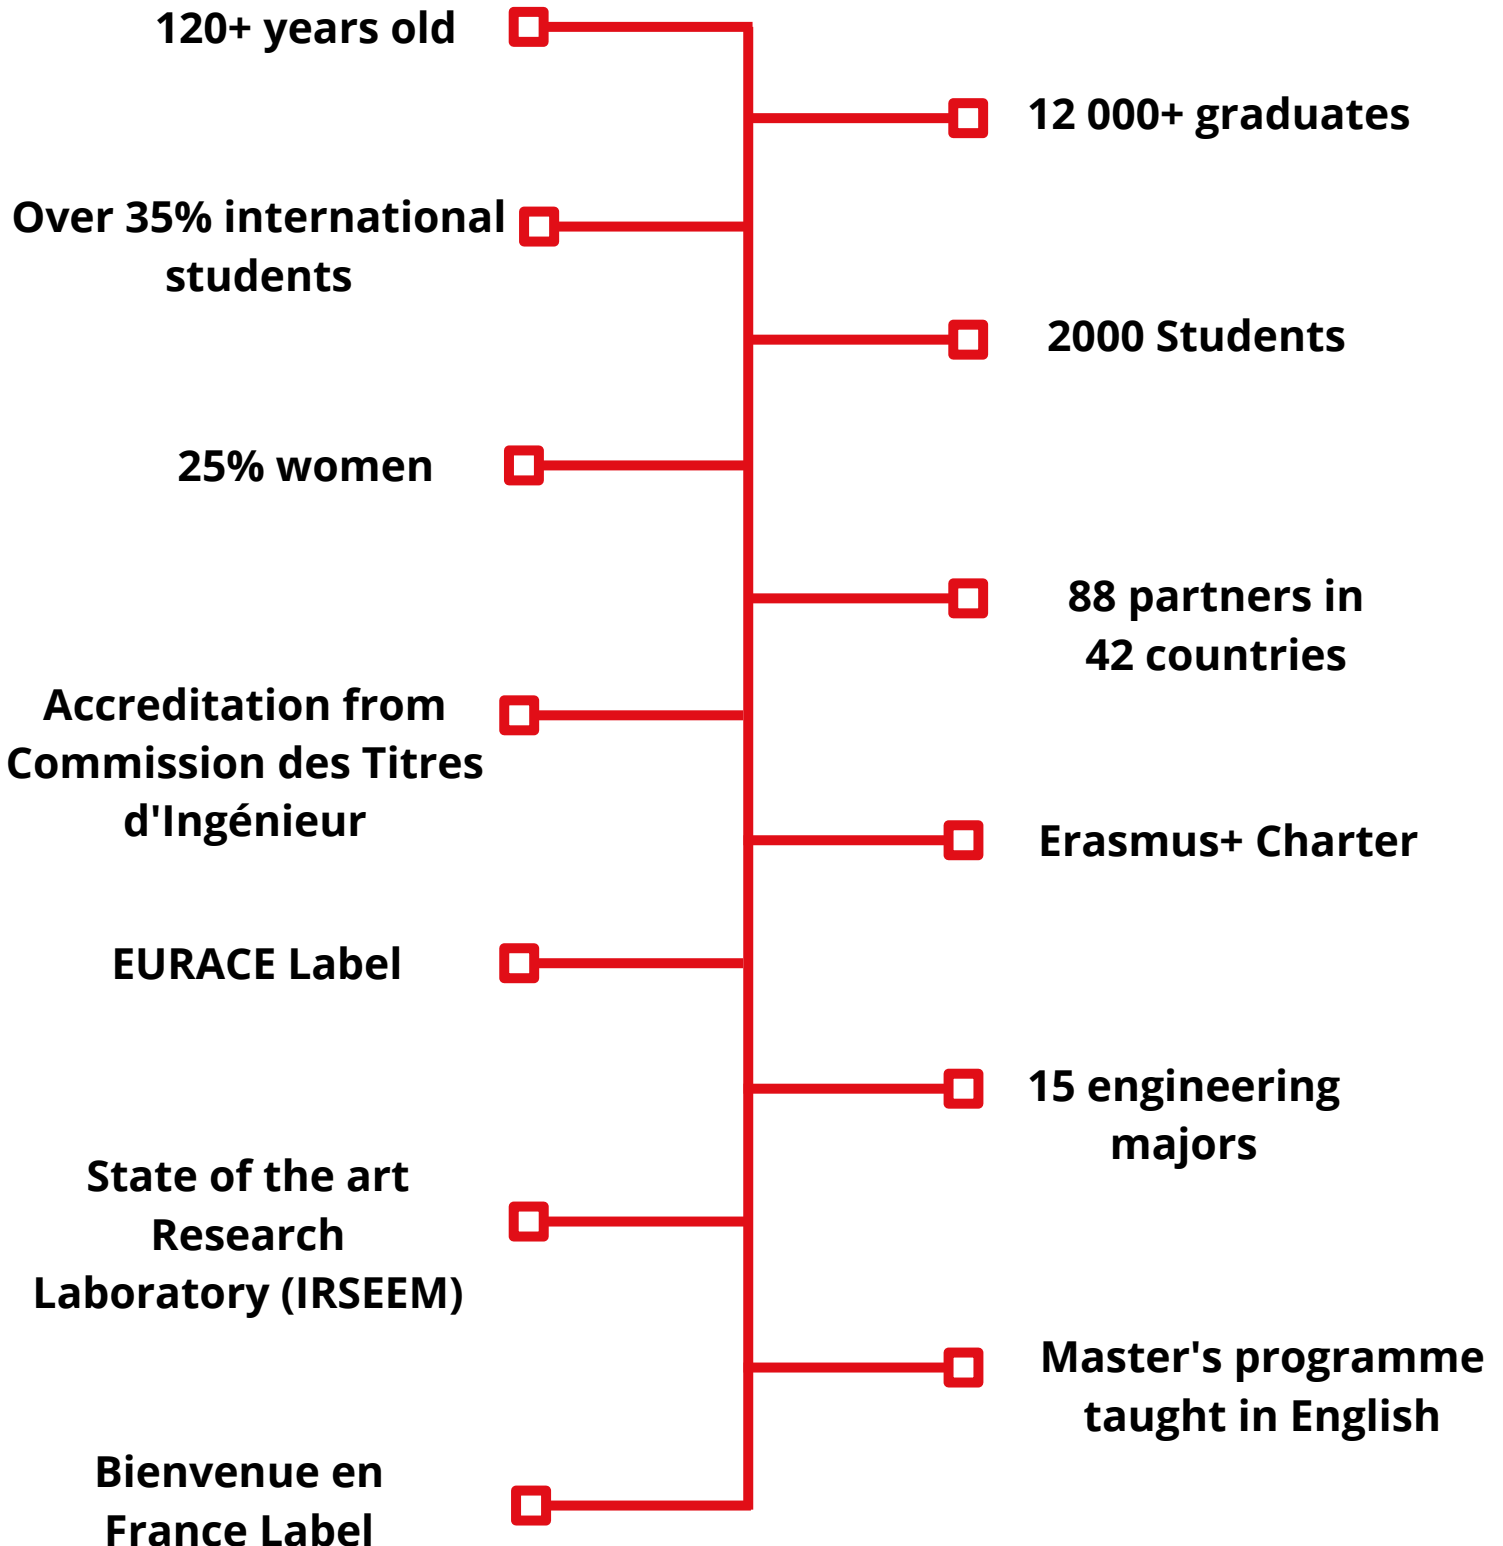 120+ years old
12 000+ graduates
Over 35% international
students
2000 Students
25% women
88 partners in
42 countries
Accreditation from
Commission des Titres
d'Ingénieur
Erasmus+ Charter
EURACE Label
15 engineering
majors
State of the art
Research
Laboratory (IRSEEM)
Master's programme
taught in English
Bienvenue en
France Label